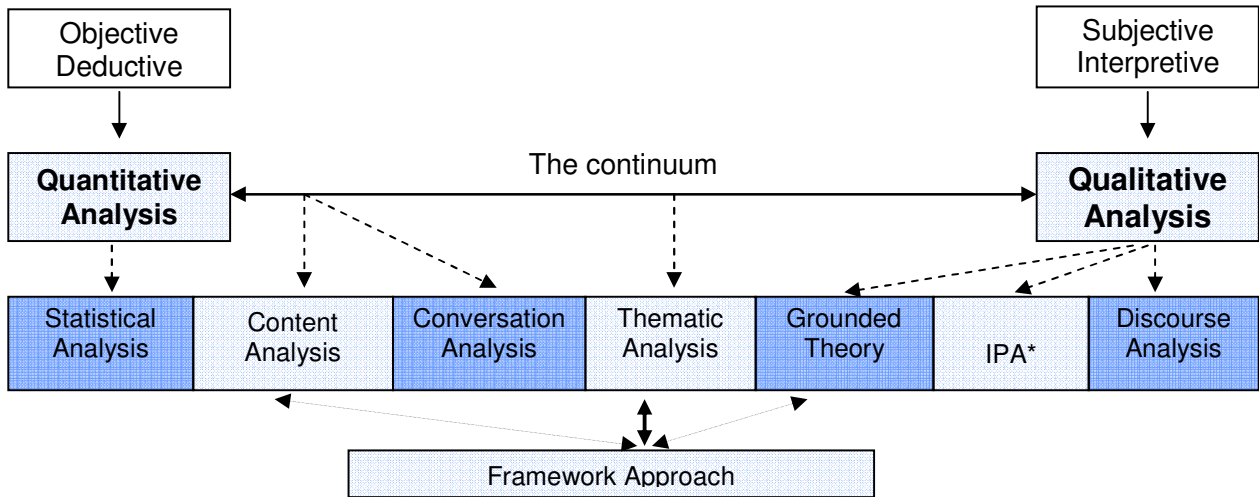 Objective
Deductive
Subjective
Interpretive
The continuum
Quantitative
Analysis
Qualitative
Analysis
Statistical
Analysis
Content
Analysis
Conversation
Analysis
Thematic
Analysis
Grounded
Theory
IPA*
Discourse
Analysis
Framework Approach